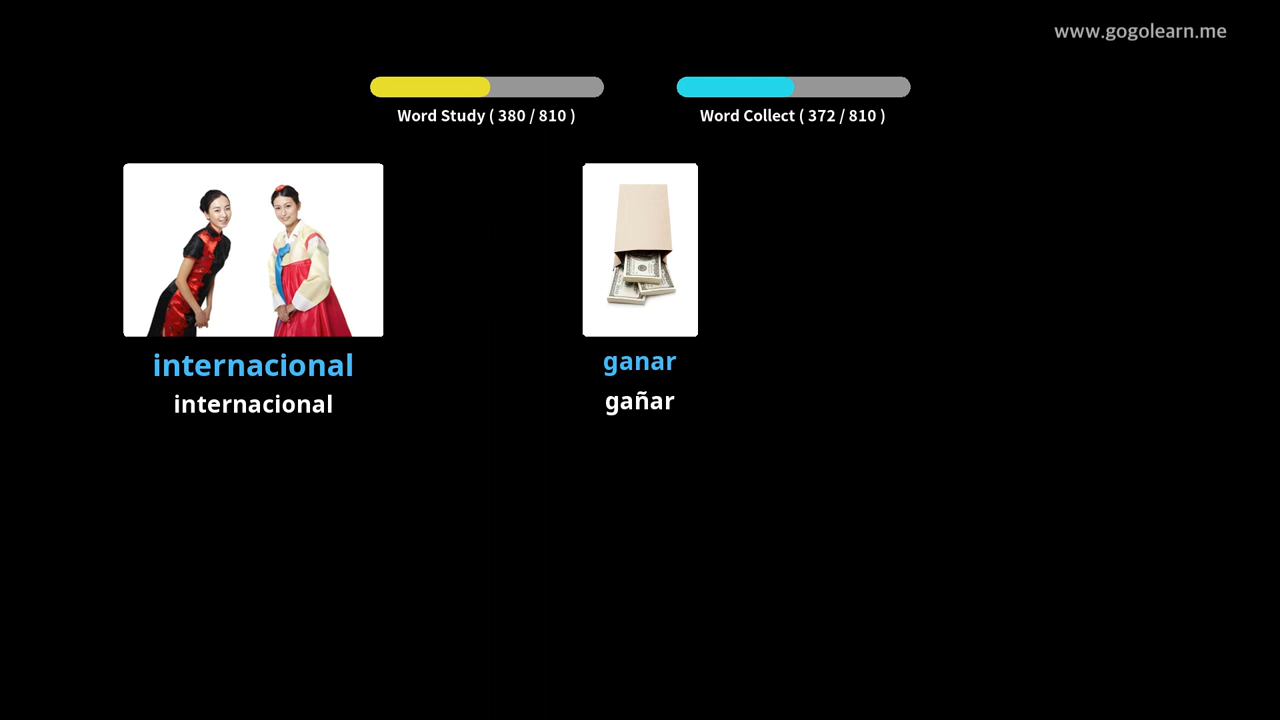 www.gogolearn.me
Word Study ( 380 / 810 )
Word Collect ( 372 / 810 )
internacional
internacional
ganar
gañar